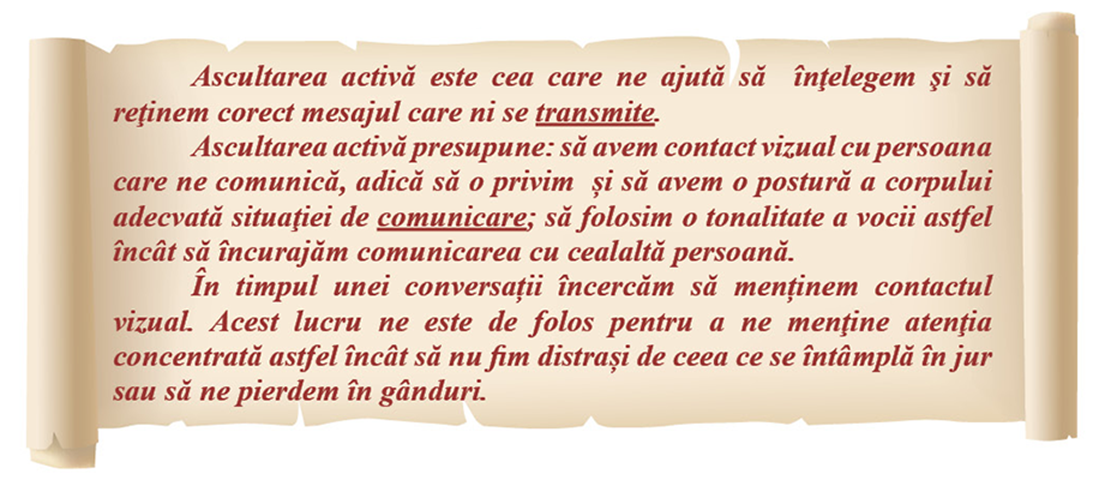 Ascultarea activă este cea care ne ajută să înţelegem şi să
reţinem corect mesajul care ni se transmite.
Ascultarea activă presupune: să avem contact vizual cu persoana
care ne comunică, adică să o privim și să avem o postură a corpului
adecvată situaţiei de comunicare; să folosim o tonalitate a vocii astfel
încât să încurajăm comunicarea cu cealaltă persoană.
În timpul unei conversații încercăm să menținem contactul
vizual. Acest lucru ne este de folos pentru a ne menţine atenţia
concentrată astfel încât să nu fim distrași de ceea ce se întâmplă în jur
sau să ne pierdem în gânduri.